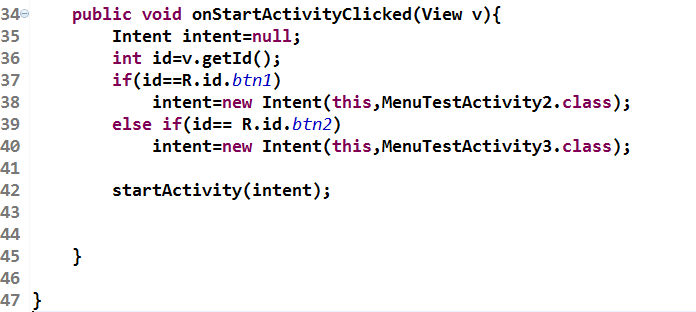 34 public void onStartActivityClicked(View v){
35 Intent intent=null;
36 int id=v.getId();
37 if(id==R.id.btn1)
38 intent=new Intent(this,MenuTestActivity2.class);
39 else if(id== R.id.btn2)
40 intent=new Intent(this,MenuTestActivity3.class);
41
42 startActivity(intent);
43
44
45 }
46
47 }